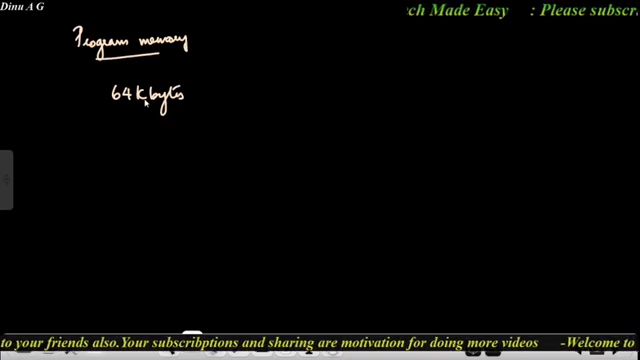 Dinu A G
rch Made Easy : Please subscr
Program memory
64 K bytes
to your friends also.Your subscribptions and sharing are motivation for doing more videos -Welcome to